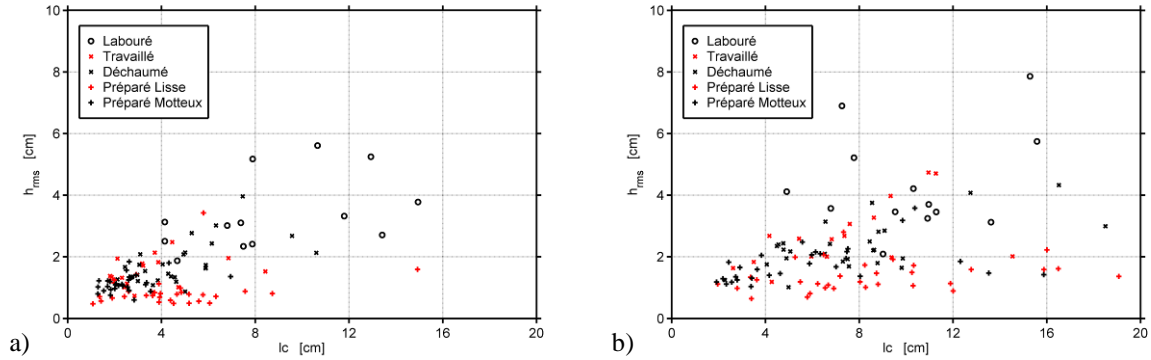 10
8
6
4
2
0
h_rms [cm]
Labouré
Travaillé
Déchaumé
Préparé Lisse
Préparé Motteux
0 4 8 12 16 20
lc [cm]
a)
10
8
6
4
2
0
h_rms [cm]
Labouré
Travaillé
Déchaumé
Préparé Lisse
Préparé Motteux
0 4 8 12 16 20
lc [cm]
b)